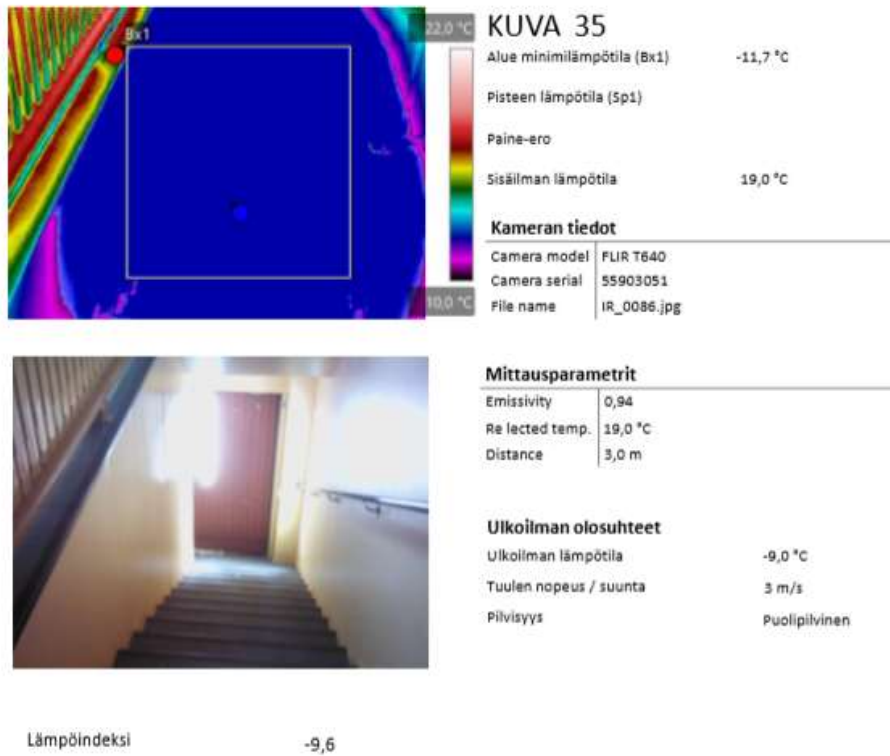 Bx1
22,0 °C
10,0 °C
KUVA 35
Alue minimilämpötila (Bx1) -11,7 °C
Pisteen lämpötila (Sp1)
Paine-ero
Sisäilman lämpötila 19,0 °C
Kameran tiedot
Camera model FLIR T640
Camera serial 55903051
File name IR_0086.jpg
Mittausparametrit
Emissivity 0,94
Re lected temp. 19,0 °C
Distance 3,0 m
Ulkoilman olosuhteet
Ulkoilman lämpötila -9,0 °C
Tuulen nopeus / suunta 3 m/s
Pilvisyys Puolipilvinen
Lämpöindeksi -9,6